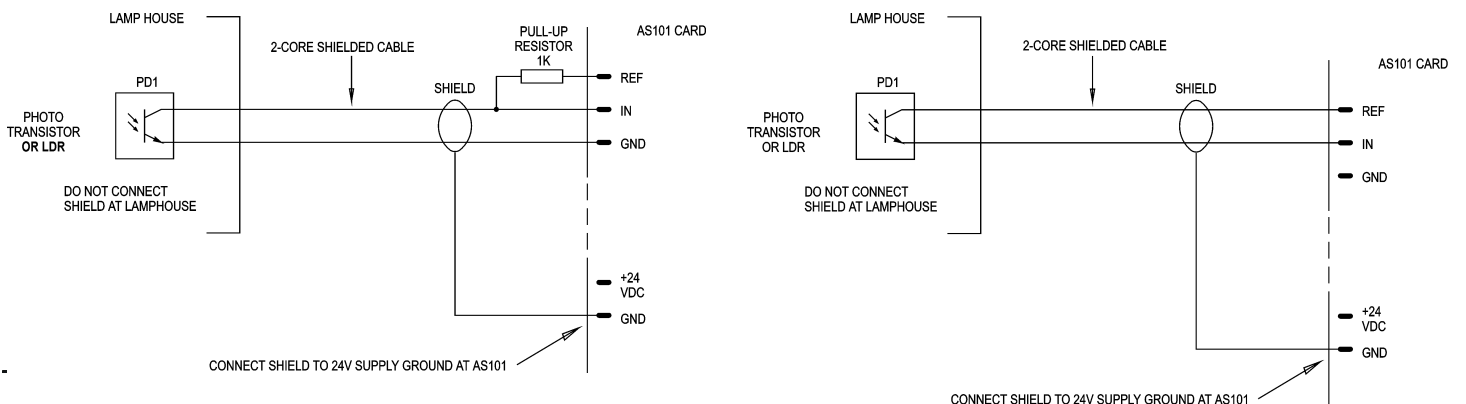 LAMP HOUSE
2-CORE SHIELDED CABLE
PULL-UP
RESISTOR
1K
AS101 CARD
PD1
SHIELD
REF
IN
GND
PHOTO
TRANSISTOR
OR LDR
DO NOT CONNECT
SHIELD AT LAMPHOUSE
+24
VDC
GND
CONNECT SHIELD TO 24V SUPPLY GROUND AT AS101
LAMP HOUSE
2-CORE SHIELDED CABLE
AS101 CARD
PD1
SHIELD
REF
IN
GND
PHOTO
TRANSISTOR
OR LDR
DO NOT CONNECT
SHIELD AT LAMPHOUSE
+24
VDC
GND
CONNECT SHIELD TO 24V SUPPLY GROUND AT AS101